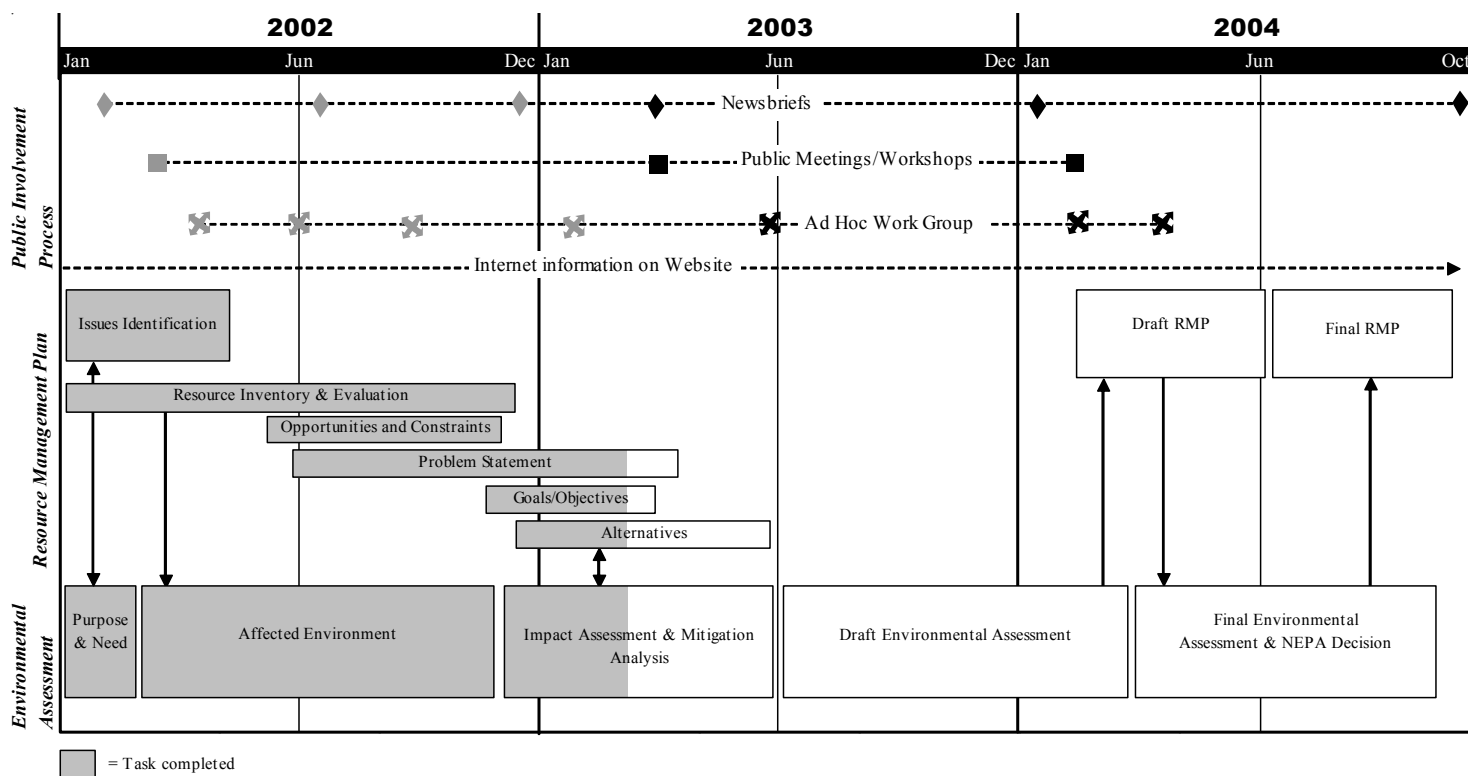 2002
2003
2004
Jan
Jun
Dec
Jan
Jun
Dec
Jan
Jun
Oct
Public Involvement
Process
Newsbriefs
Public Meetings/Workshops
Ad Hoc Work Group
Internet information on Website
Resource Management Plan
Issues Identification
Draft RMP
Final RMP
Resource Inventory & Evaluation
Opportunities and Constraints
Problem Statement
Goals/Objectives
Alternatives
Environmental
Assessment
Purpose
& Need
Affected Environment
Impact Assessment & Mitigation
Analysis
Draft Environmental Assessment
Final Environmental
Assessment & NEPA Decision
= Task completed